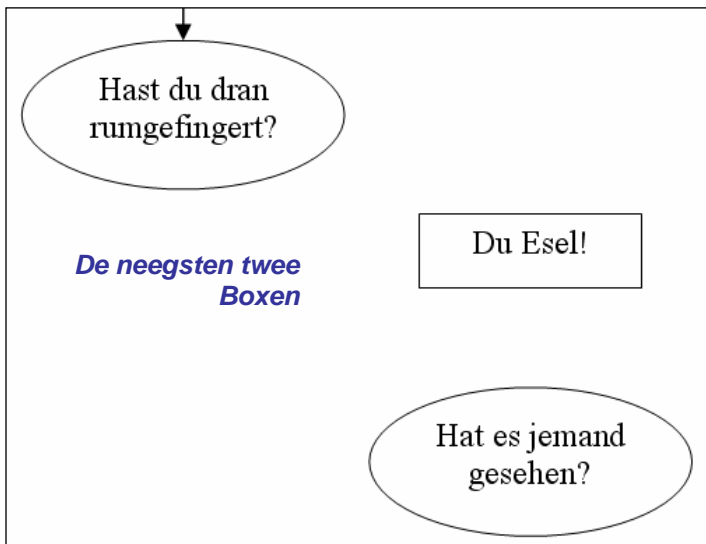 Hast du dran
rumgefingert?
Du Esel!
De neegsten twee
Boxen
Hat es jemand
gesehen?